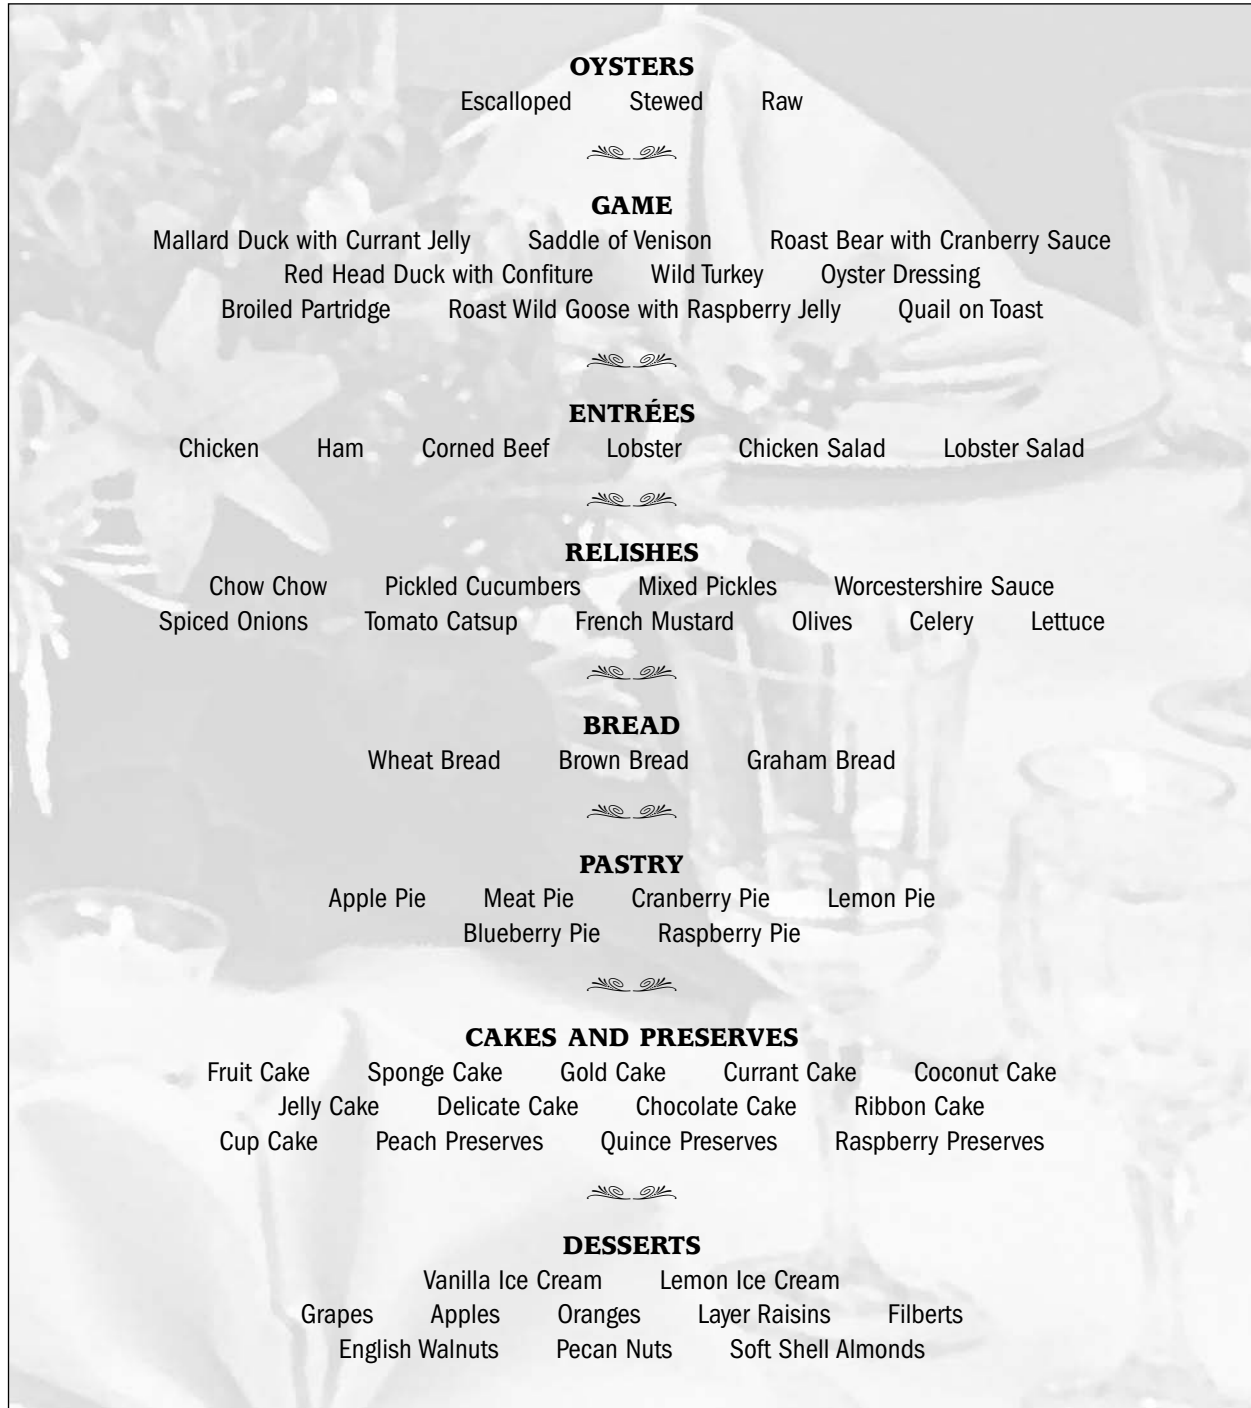 OYSTERS
Escalloped Stewed Raw
GAME
Mallard Duck with Currant Jelly Saddle of Venison Roast Bear with Cranberry Sauce
Red Head Duck with Confiture Wild Turkey Oyster Dressing
Broiled Partridge Roast Wild Goose with Raspberry Jelly Quail on Toast
ENTRÉES
Chicken Ham Corned Beef Lobster Chicken Salad Lobster Salad
RELISHES
Chow Chow Pickled Cucumbers Mixed Pickles Worcestershire Sauce
Spiced Onions Tomato Catsup French Mustard Olives Celery Lettuce
BREAD
Wheat Bread Brown Bread Graham Bread
PASTRY
Apple Pie Meat Pie Cranberry Pie Lemon Pie
Blueberry Pie Raspberry Pie
CAKES AND PRESERVES
Fruit Cake Sponge Cake Gold Cake Currant Cake Coconut Cake
Jelly Cake Delicate Cake Chocolate Cake Ribbon Cake
Cup Cake Peach Preserves Quince Preserves Raspberry Preserves
DESSERTS
Vanilla Ice Cream Lemon Ice Cream
Grapes Apples Oranges Layer Raisins Filberts
English Walnuts Pecan Nuts Soft Shell Almonds